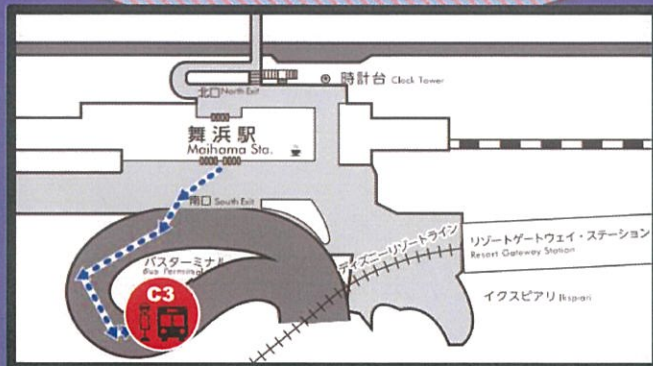 時計台 Clock Tower
北口 North Exit
舞浜駅
Maihama Sta.
南口 South Exit
バスターミナル
Bus Terminal
C3
ディズニーリゾートライン
リゾートゲートウェイ・ステーション
Resort Gateway Station
イクスピアリ Ikspiari